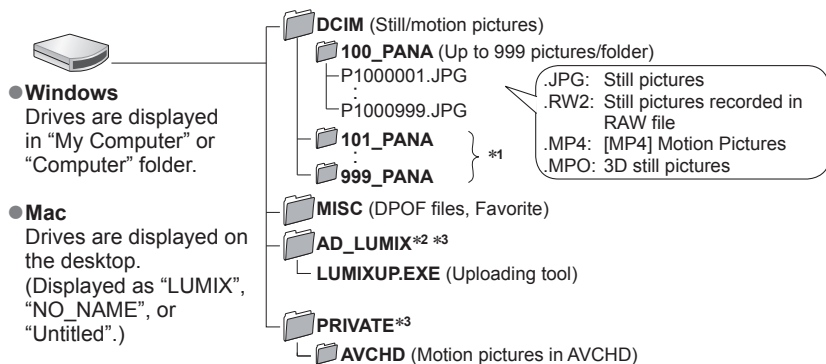 ●Windows
Drives are displayed
in “My Computer” or
“Computer” folder.
●Mac
Drives are displayed on
the desktop.
(Displayed as “LUMIX”,
“NO_NAME”, or
“Untitled”.)
DCIM (Still/motion pictures)
100_PANA (Up to 999 pictures/folder)
P1000001.JPG
:
P1000999.JPG
101_PANA
:
999_PANA
*1
.JPG: Still pictures
.RW2: Still pictures recorded in
RAW file
.MP4: [MP4] Motion Pictures
.MPO: 3D still pictures
MISC (DPOF files, Favorite)
AD_LUMIX*2 *3
LUMIXUP.EXE (Uploading tool)
PRIVATE*3
AVCHD (Motion pictures in AVCHD)